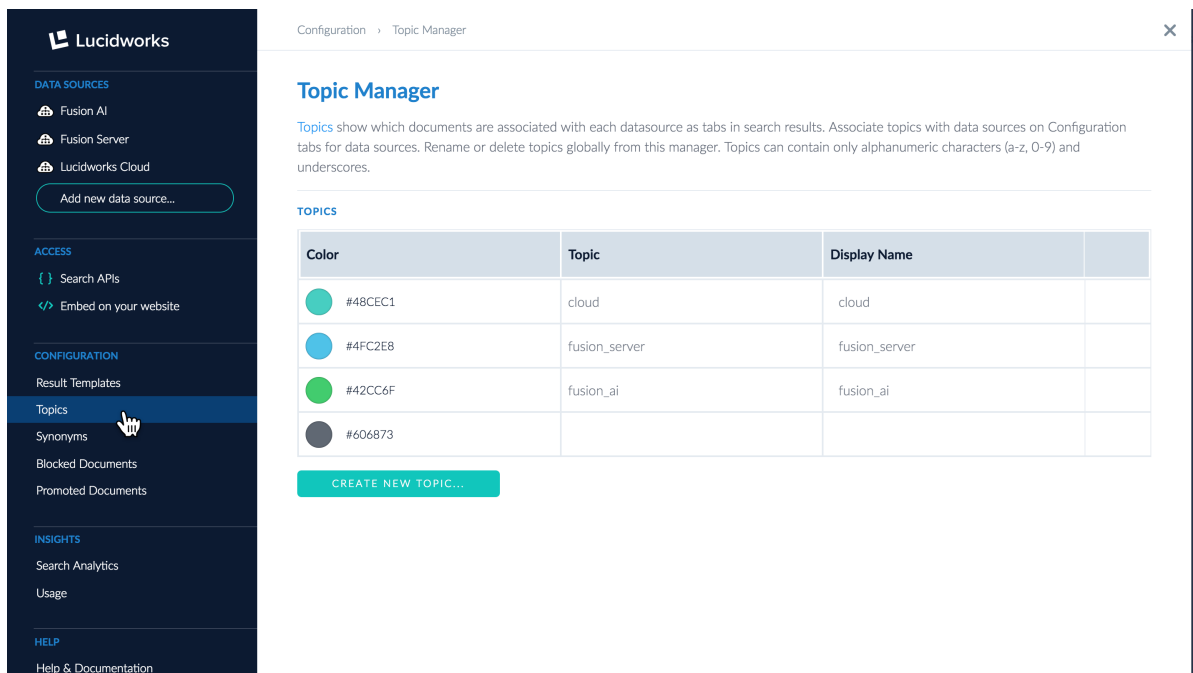 Lucidworks
DATA SOURCES
Fusion AI
Fusion Server
Lucidworks Cloud
Add new data source...
ACCESS
{ } Search APIs
</> Embed on your website
CONFIGURATION
Result Templates
Topics
Synonyms
Blocked Documents
Promoted Documents
INSIGHTS
Search Analytics
Usage
HELP
Help & Documentation
Configuration › Topic Manager
Topic Manager
Topics show which documents are associated with each datasource as tabs in search results. Associate topics with data sources on Configuration
tabs for data sources. Rename or delete topics globally from this manager. Topics can contain only alphanumeric characters (a-z, 0-9) and
underscores.
TOPICS
Color Topic Display Name
#48CEC1 cloud cloud
#4FC2E8 fusion_server fusion_server
#42CC6F fusion_ai fusion_ai
#606873
CREATE NEW TOPIC...